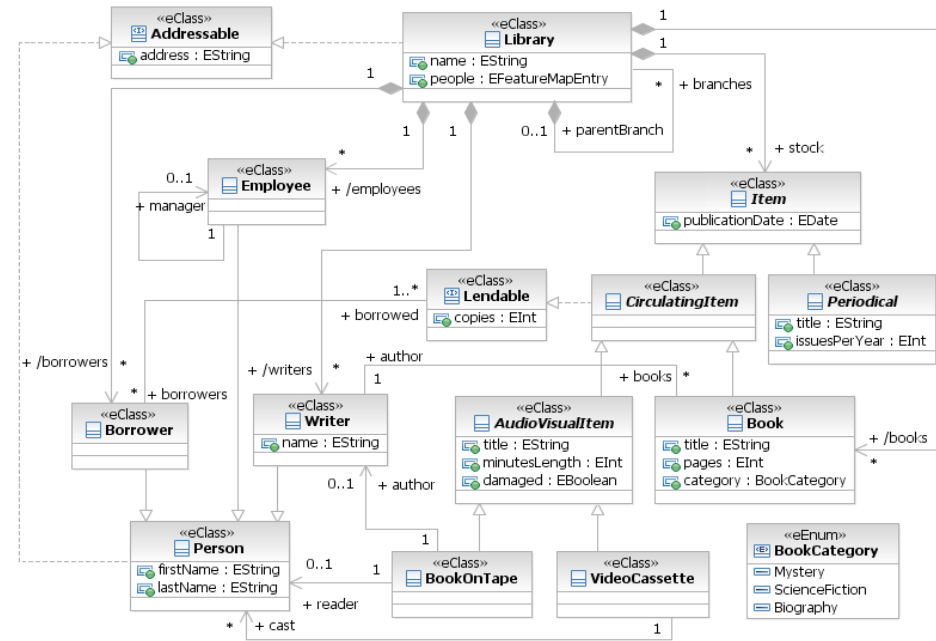 «eClass»
Addressable
address : EString
«eClass»
Library
name : EString
people : EFeatureMapEntry
1
1
1
*
+ branches
1
1
0..1
+ parentBranch
*
+ /employees
*
+ stock
«eClass»
Employee
0..1
+ manager
1
«eClass»
Item
publicationDate : EDate
1..*
+ borrowed
«eClass»
Lendable
copies : EInt
«eClass»
CirculatingItem
«eClass»
Periodical
title : EString
issuesPerYear : EInt
+ /borrowers
*
*
+ borrowers
+ /writers
*
+ author
1
+ books
*
«eClass»
Borrower
«eClass»
Writer
name : EString
«eClass»
AudioVisualItem
title : EString
minutesLength : EInt
damaged : EBoolean
«eClass»
Book
title : EString
pages : EInt
category : BookCategory
+ /books
*
0..1
+ author
1
«eClass»
Person
firstName : EString
lastName : EString
0..1
+ reader
1
«eClass»
BookOnTape
«eClass»
VideoCassette
*
+ cast
1
«eEnum»
BookCategory
Mystery
ScienceFiction
Biography